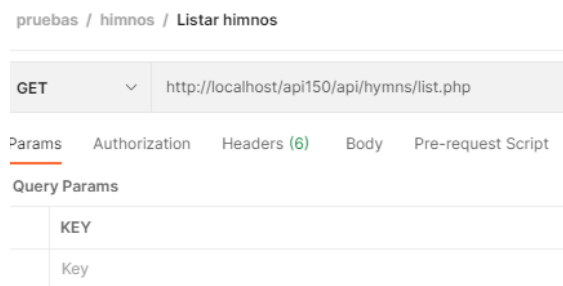 pruebas / himnos / Listar himnos
GET http://localhost/api150/api/hymns/list.php
Params Authorization Headers (6) Body Pre-request Script
Query Params
KEY
Key